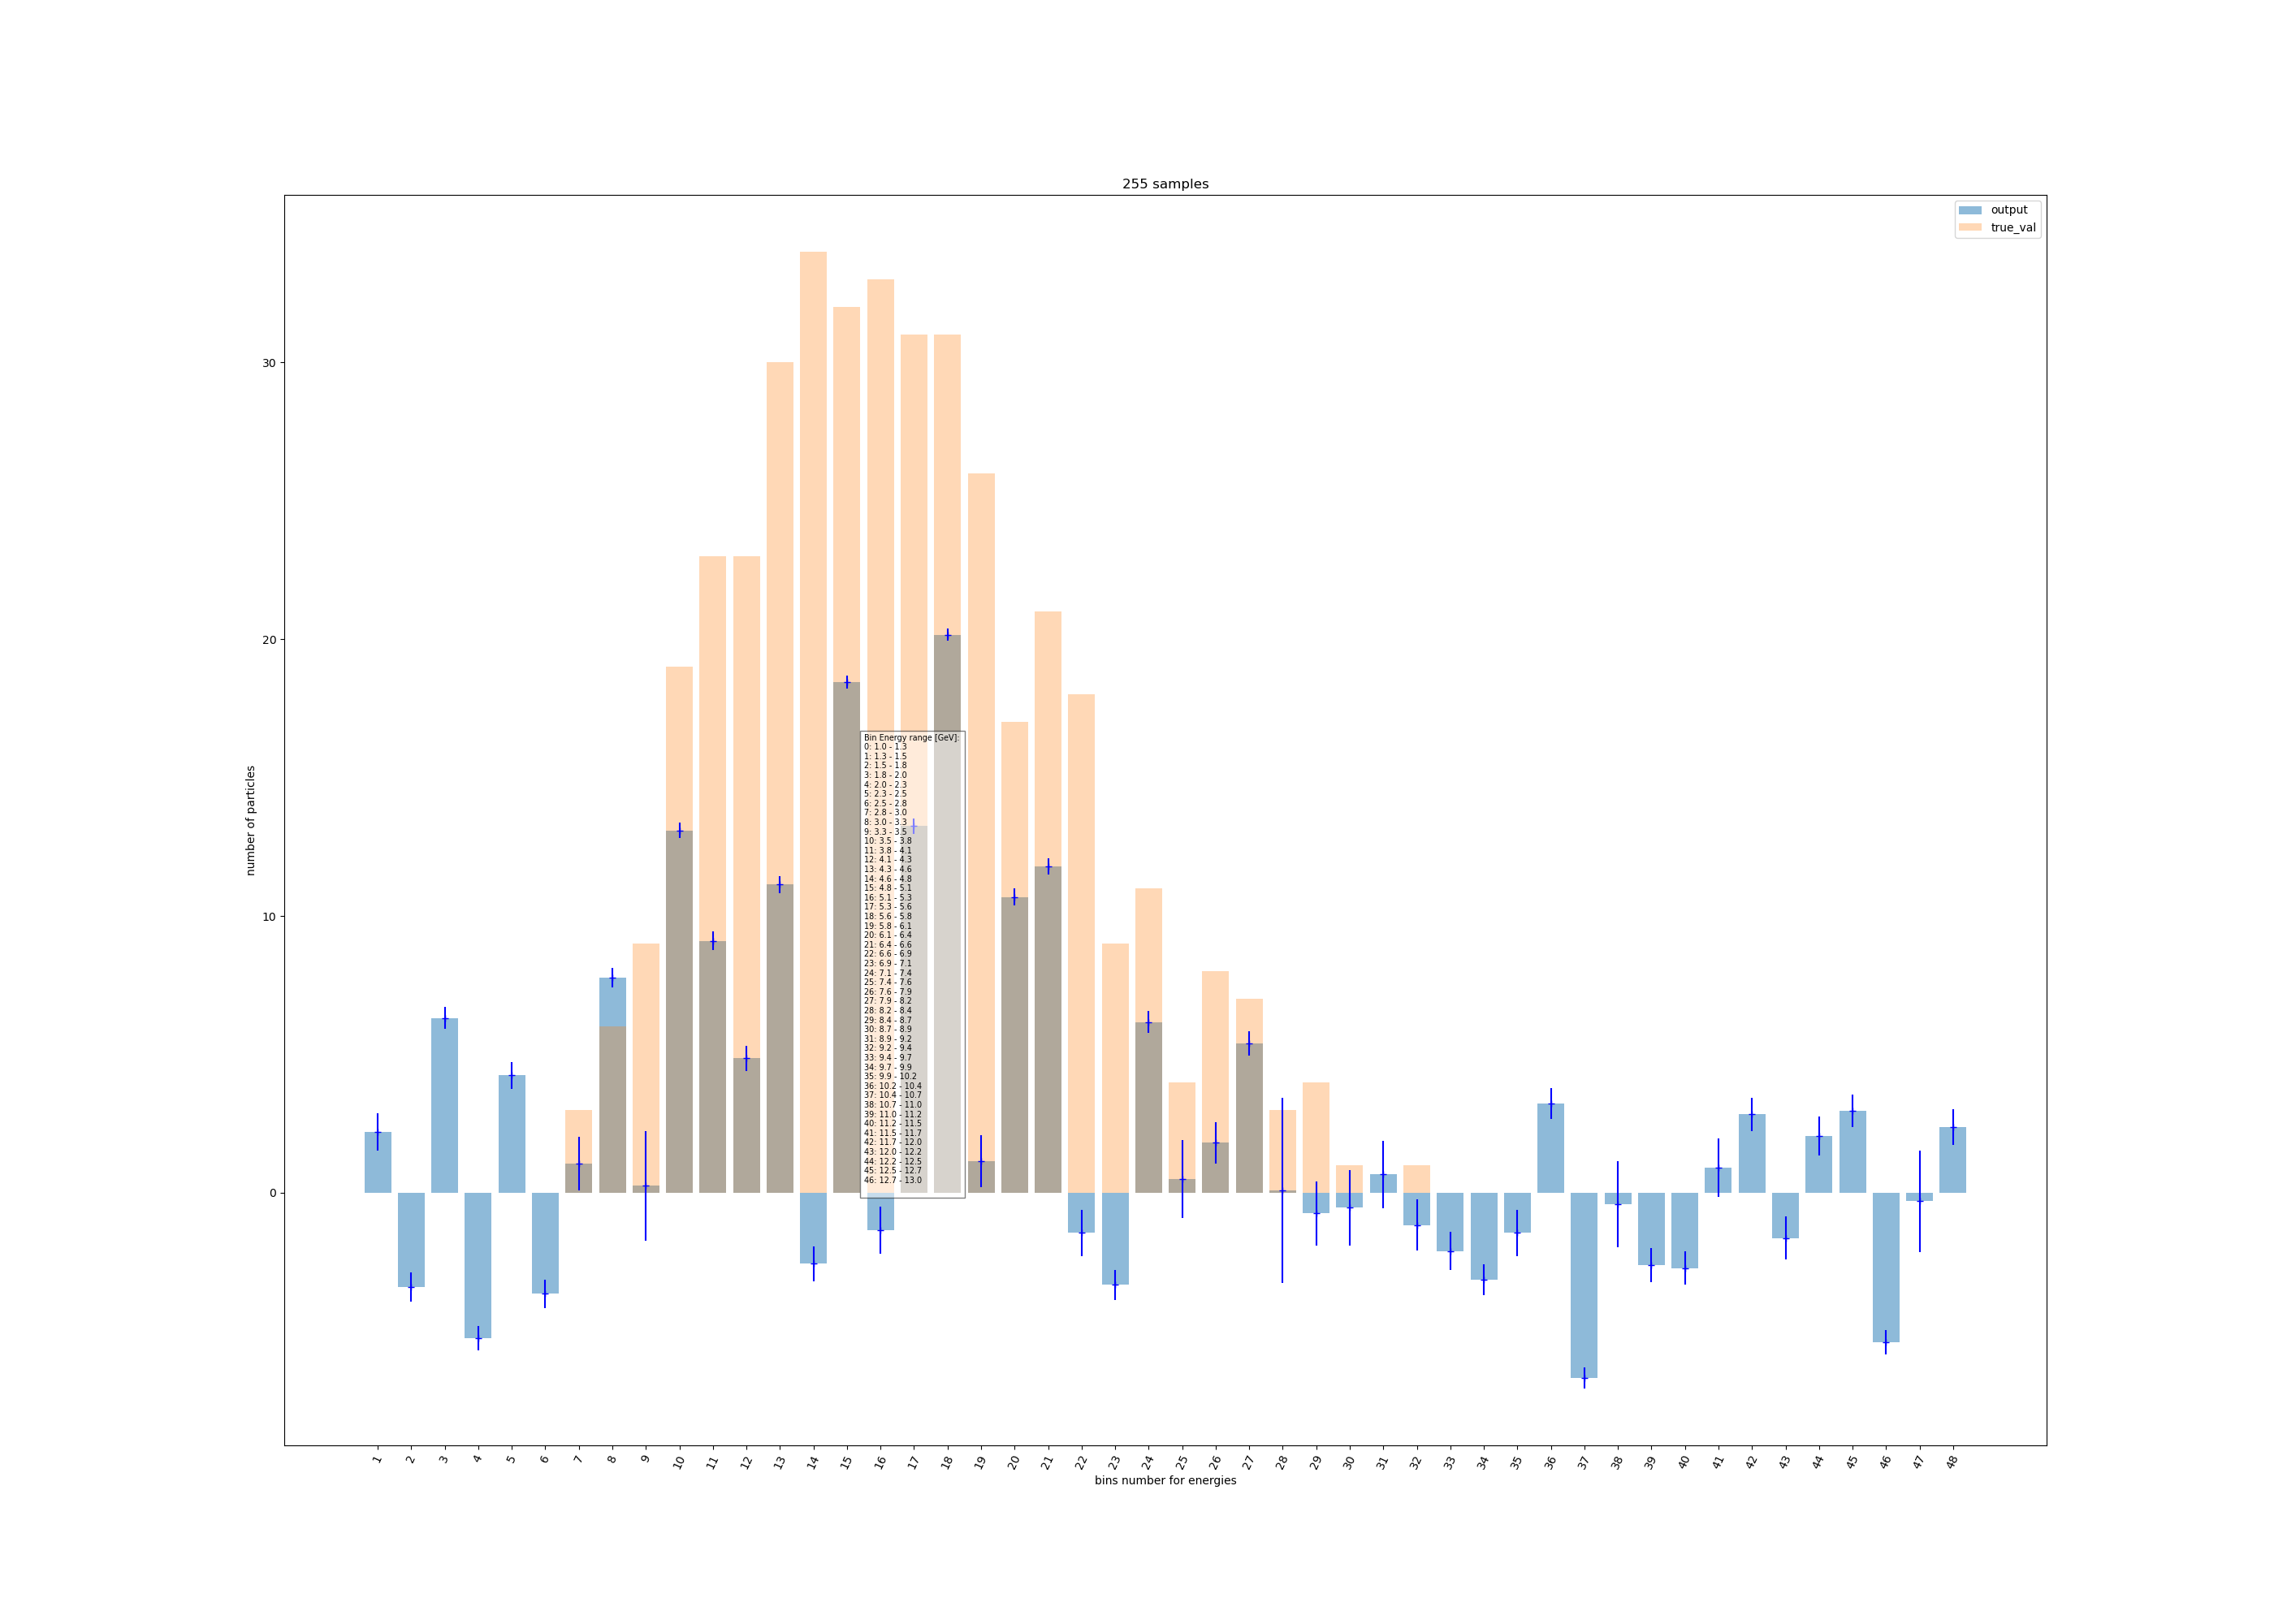 255 samples
output
true_val
30
20
10
0
number of particles
Bin Energy range [GeV]:
0: 1.0 - 1.3
1: 1.3 - 1.5
2: 1.5 - 1.8
3: 1.8 - 2.0
4: 2.0 - 2.3
5: 2.3 - 2.5
6: 2.5 - 2.8
7: 2.8 - 3.0
8: 3.0 - 3.3
9: 3.3 - 3.5
10: 3.5 - 3.8
11: 3.8 - 4.1
12: 4.1 - 4.3
13: 4.3 - 4.6
14: 4.6 - 4.8
15: 4.8 - 5.1
16: 5.1 - 5.3
17: 5.3 - 5.6
18: 5.6 - 5.8
19: 5.8 - 6.1
20: 6.1 - 6.4
21: 6.4 - 6.6
22: 6.6 - 6.9
23: 6.9 - 7.1
24: 7.1 - 7.4
25: 7.4 - 7.6
26: 7.6 - 7.9
27: 7.9 - 8.2
28: 8.2 - 8.4
29: 8.4 - 8.7
30: 8.7 - 8.9
31: 8.9 - 9.2
32: 9.2 - 9.4
33: 9.4 - 9.7
34: 9.7 - 9.9
35: 9.9 - 10.2
36: 10.2 - 10.4
37: 10.4 - 10.7
38: 10.7 - 11.0
39: 11.0 - 11.2
40: 11.2 - 11.5
41: 11.5 - 11.7
42: 11.7 - 12.0
43: 12.0 - 12.2
44: 12.2 - 12.5
45: 12.5 - 12.7
46: 12.7 - 13.0
1 2 3 4 5 6 7 8 9 10 11 12 13 14 15 16 17 18 19 20 21 22 23 24 25 26 27 28 29 30 31 32 33 34 35 36 37 38 39 40 41 42 43 44 45 46 47 48
bins number for energies